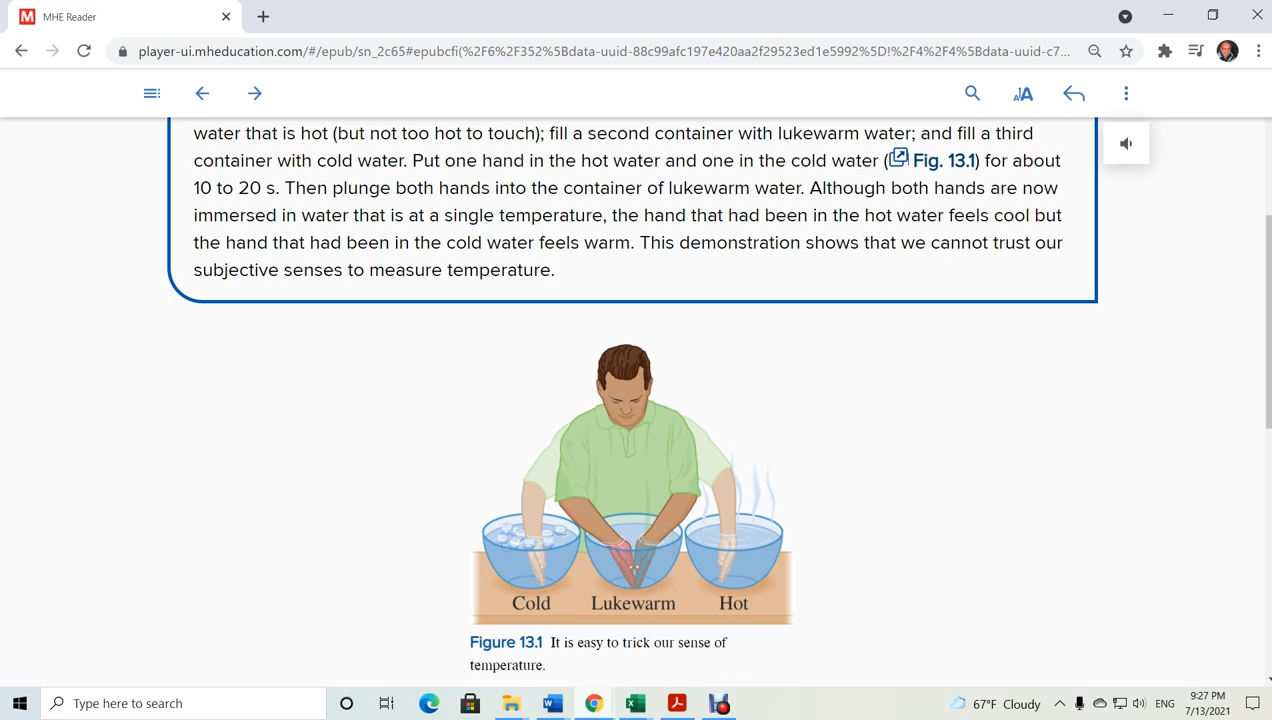 MHE Reader
player-ui.mheducation.com/#/epub/sn_2c65#epubcfi(%2F6%2F352%5Bdata-uuid-88c99afc197e420aa2f29523ed1e5992%5D!%2F4%2F4%5Bdata-uuid-c7...
water that is hot (but not too hot to touch); fill a second container with lukewarm water; and fill a third
container with cold water. Put one hand in the hot water and one in the cold water (Fig. 13.1) for about
10 to 20 s. Then plunge both hands into the container of lukewarm water. Although both hands are now
immersed in water that is at a single temperature, the hand that had been in the hot water feels cool but
the hand that had been in the cold water feels warm. This demonstration shows that we cannot trust our
subjective senses to measure temperature.
Cold Lukewarm Hot
Figure 13.1 It is easy to trick our sense of
temperature.
Type here to search
67°F Cloudy
ENG
9:27 PM
7/13/2021